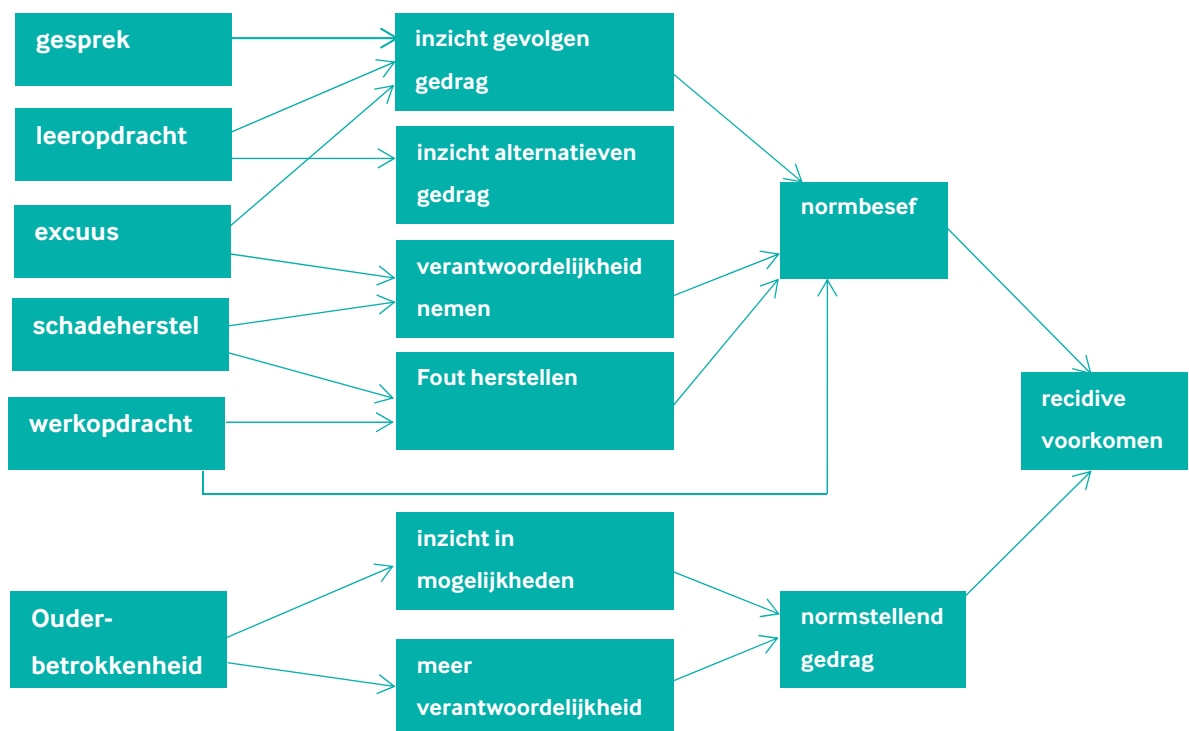 gesprek
leeropdracht
excuus
schadeherstel
werkopdracht
Ouder-
betrokkenheid
inzicht gevolgen
gedrag
inzicht alternatieven
gedrag
verantwoordelijkheid
nemen
Fout herstellen
inzicht in
mogelijkheden
meer
verantwoordelijkheid
normbesef
normstellend
gedrag
recidive
voorkomen